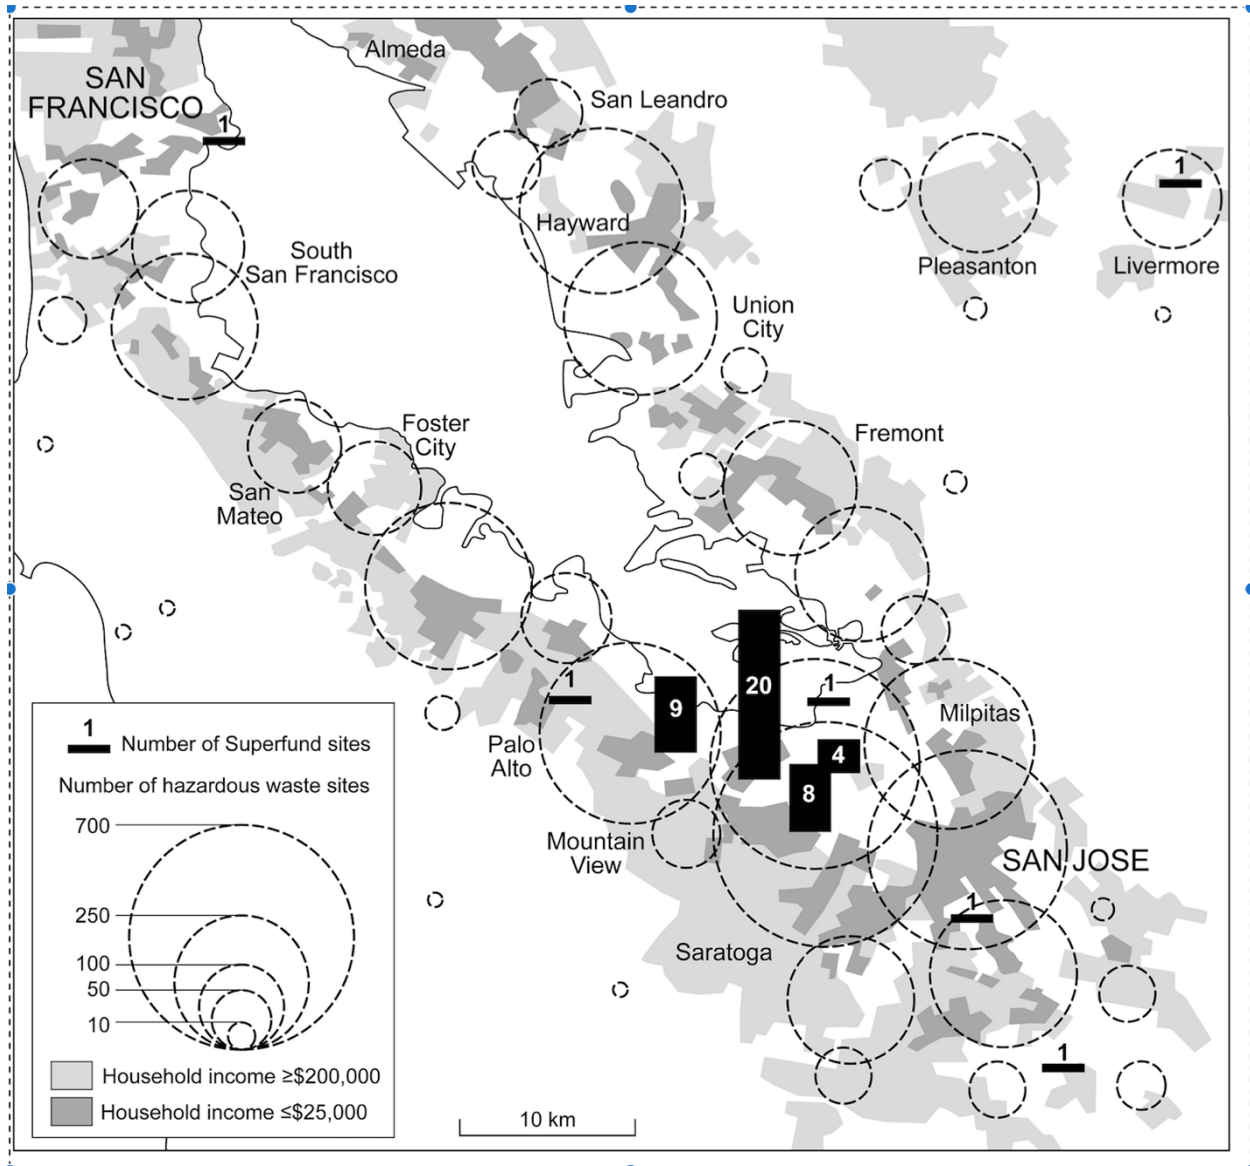 Almeda
SAN
FRANCISCO
1
San Leandro
1
Hayward
South
San Francisco
Pleasanton
Livermore
Union
City
Foster
City
Fremont
San
Mateo
1
9
20
1
Milpitas
Palo
Alto
4
8
Mountain
View
SAN JOSE
1
Saratoga
1
1
Number of Superfund sites
Number of hazardous waste sites
700
250
100
50
10
Household income ≥$200,000
Household income ≤$25,000
10 km